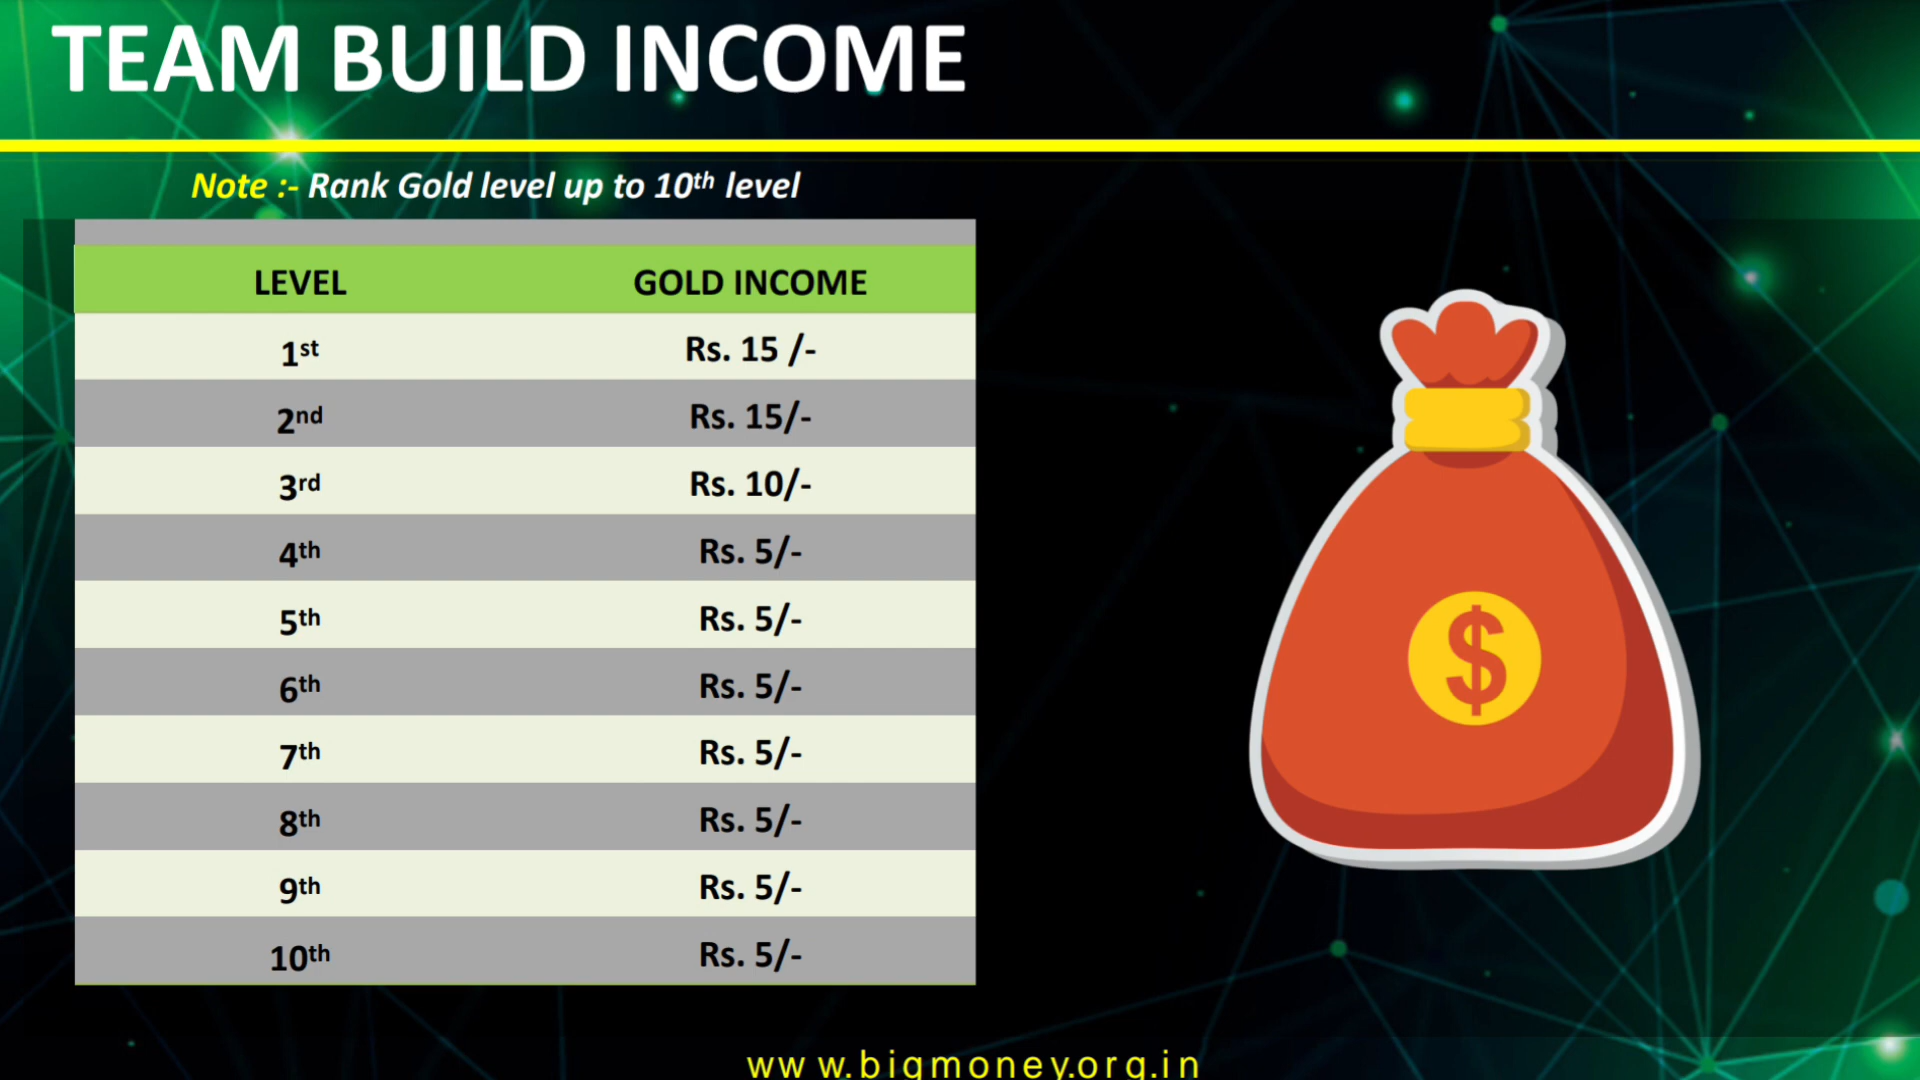 TEAM BUILD INCOME
Note :- Rank Gold level up to 10th level
LEVEL GOLD INCOME
1st Rs. 15 /-
2nd Rs. 15/-
3rd Rs. 10/-
4th Rs. 5/-
5th Rs. 5/-
6th Rs. 5/-
7th Rs. 5/-
8th Rs. 5/-
9th Rs. 5/-
10th Rs. 5/-
$
www.bigmoney.org.in